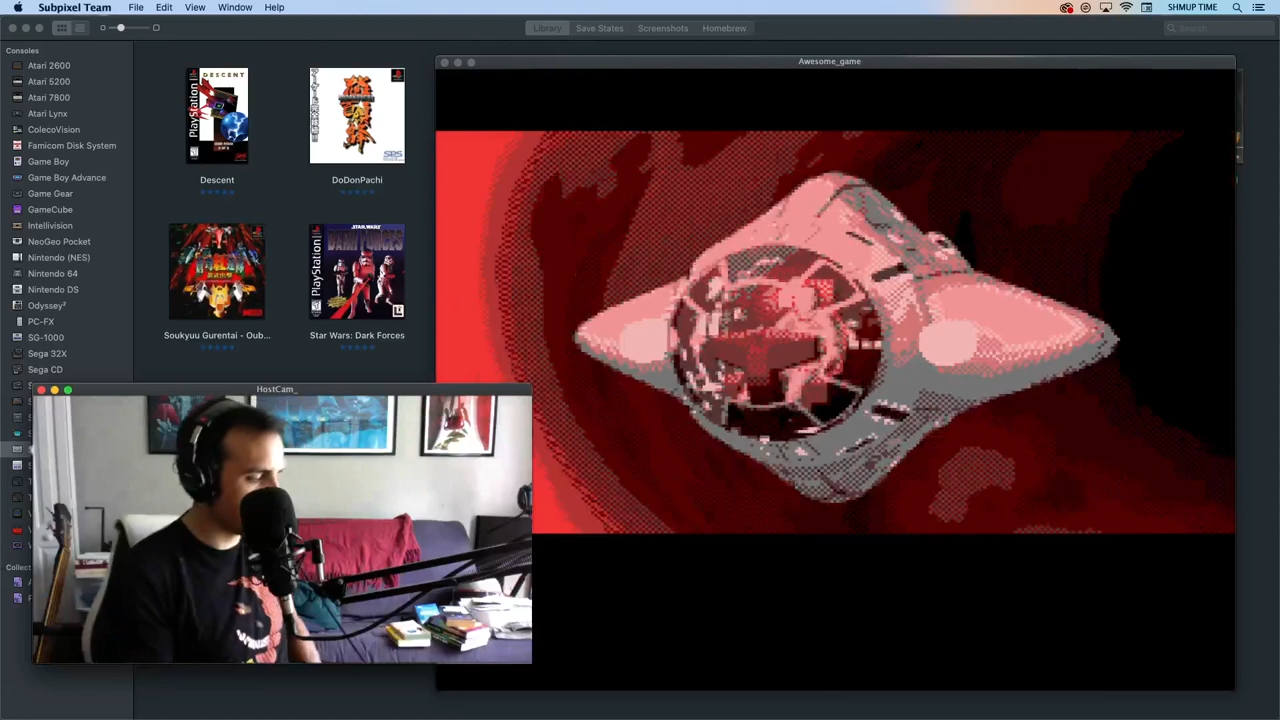 Subpixel Team File Edit View Window Help SHMUP TIME
Library Save States Screenshots Homebrew Search
Consoles
Atari 2600
Atari 5200
Atari 7800
Atari Lynx
ColecoVision
Famicom Disk System
Game Boy
Game Boy Advance
Game Gear
GameCube
Intellivision
NeoGeo Pocket
Nintendo (NES)
Nintendo 64
Nintendo DS
Odyssey²
PC-FX
SG-1000
Sega 32X
Sega CD
Collec
DESCENT
PlayStation
Descent
SPS
DoDonPachi
Soukyuu Gurentai - Oub...
STAR WARS
DARK FORCES
PlayStation
Star Wars: Dark Forces
Awesome_game
HostCam_